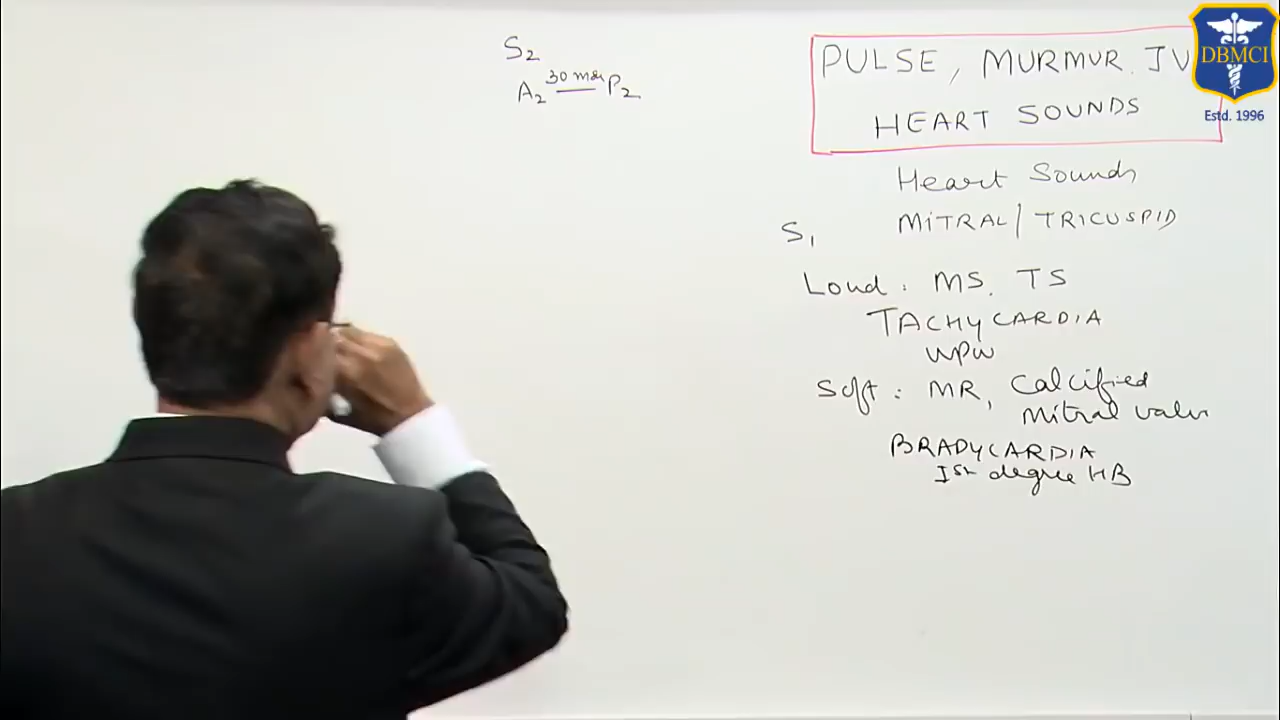 PULSE, MURMUR. JV
HEART SOUNDS
DBMCI
Estd. 1996
Heart Sounds
MITRAL / TRICUSPID
S1
Loud : MS. TS
TACHYCARDIA
WPW
Soft : MR, Calcified
Mitral valve
BRADYCARDIA
Ist degree HB
S2
A2 30 msec P2